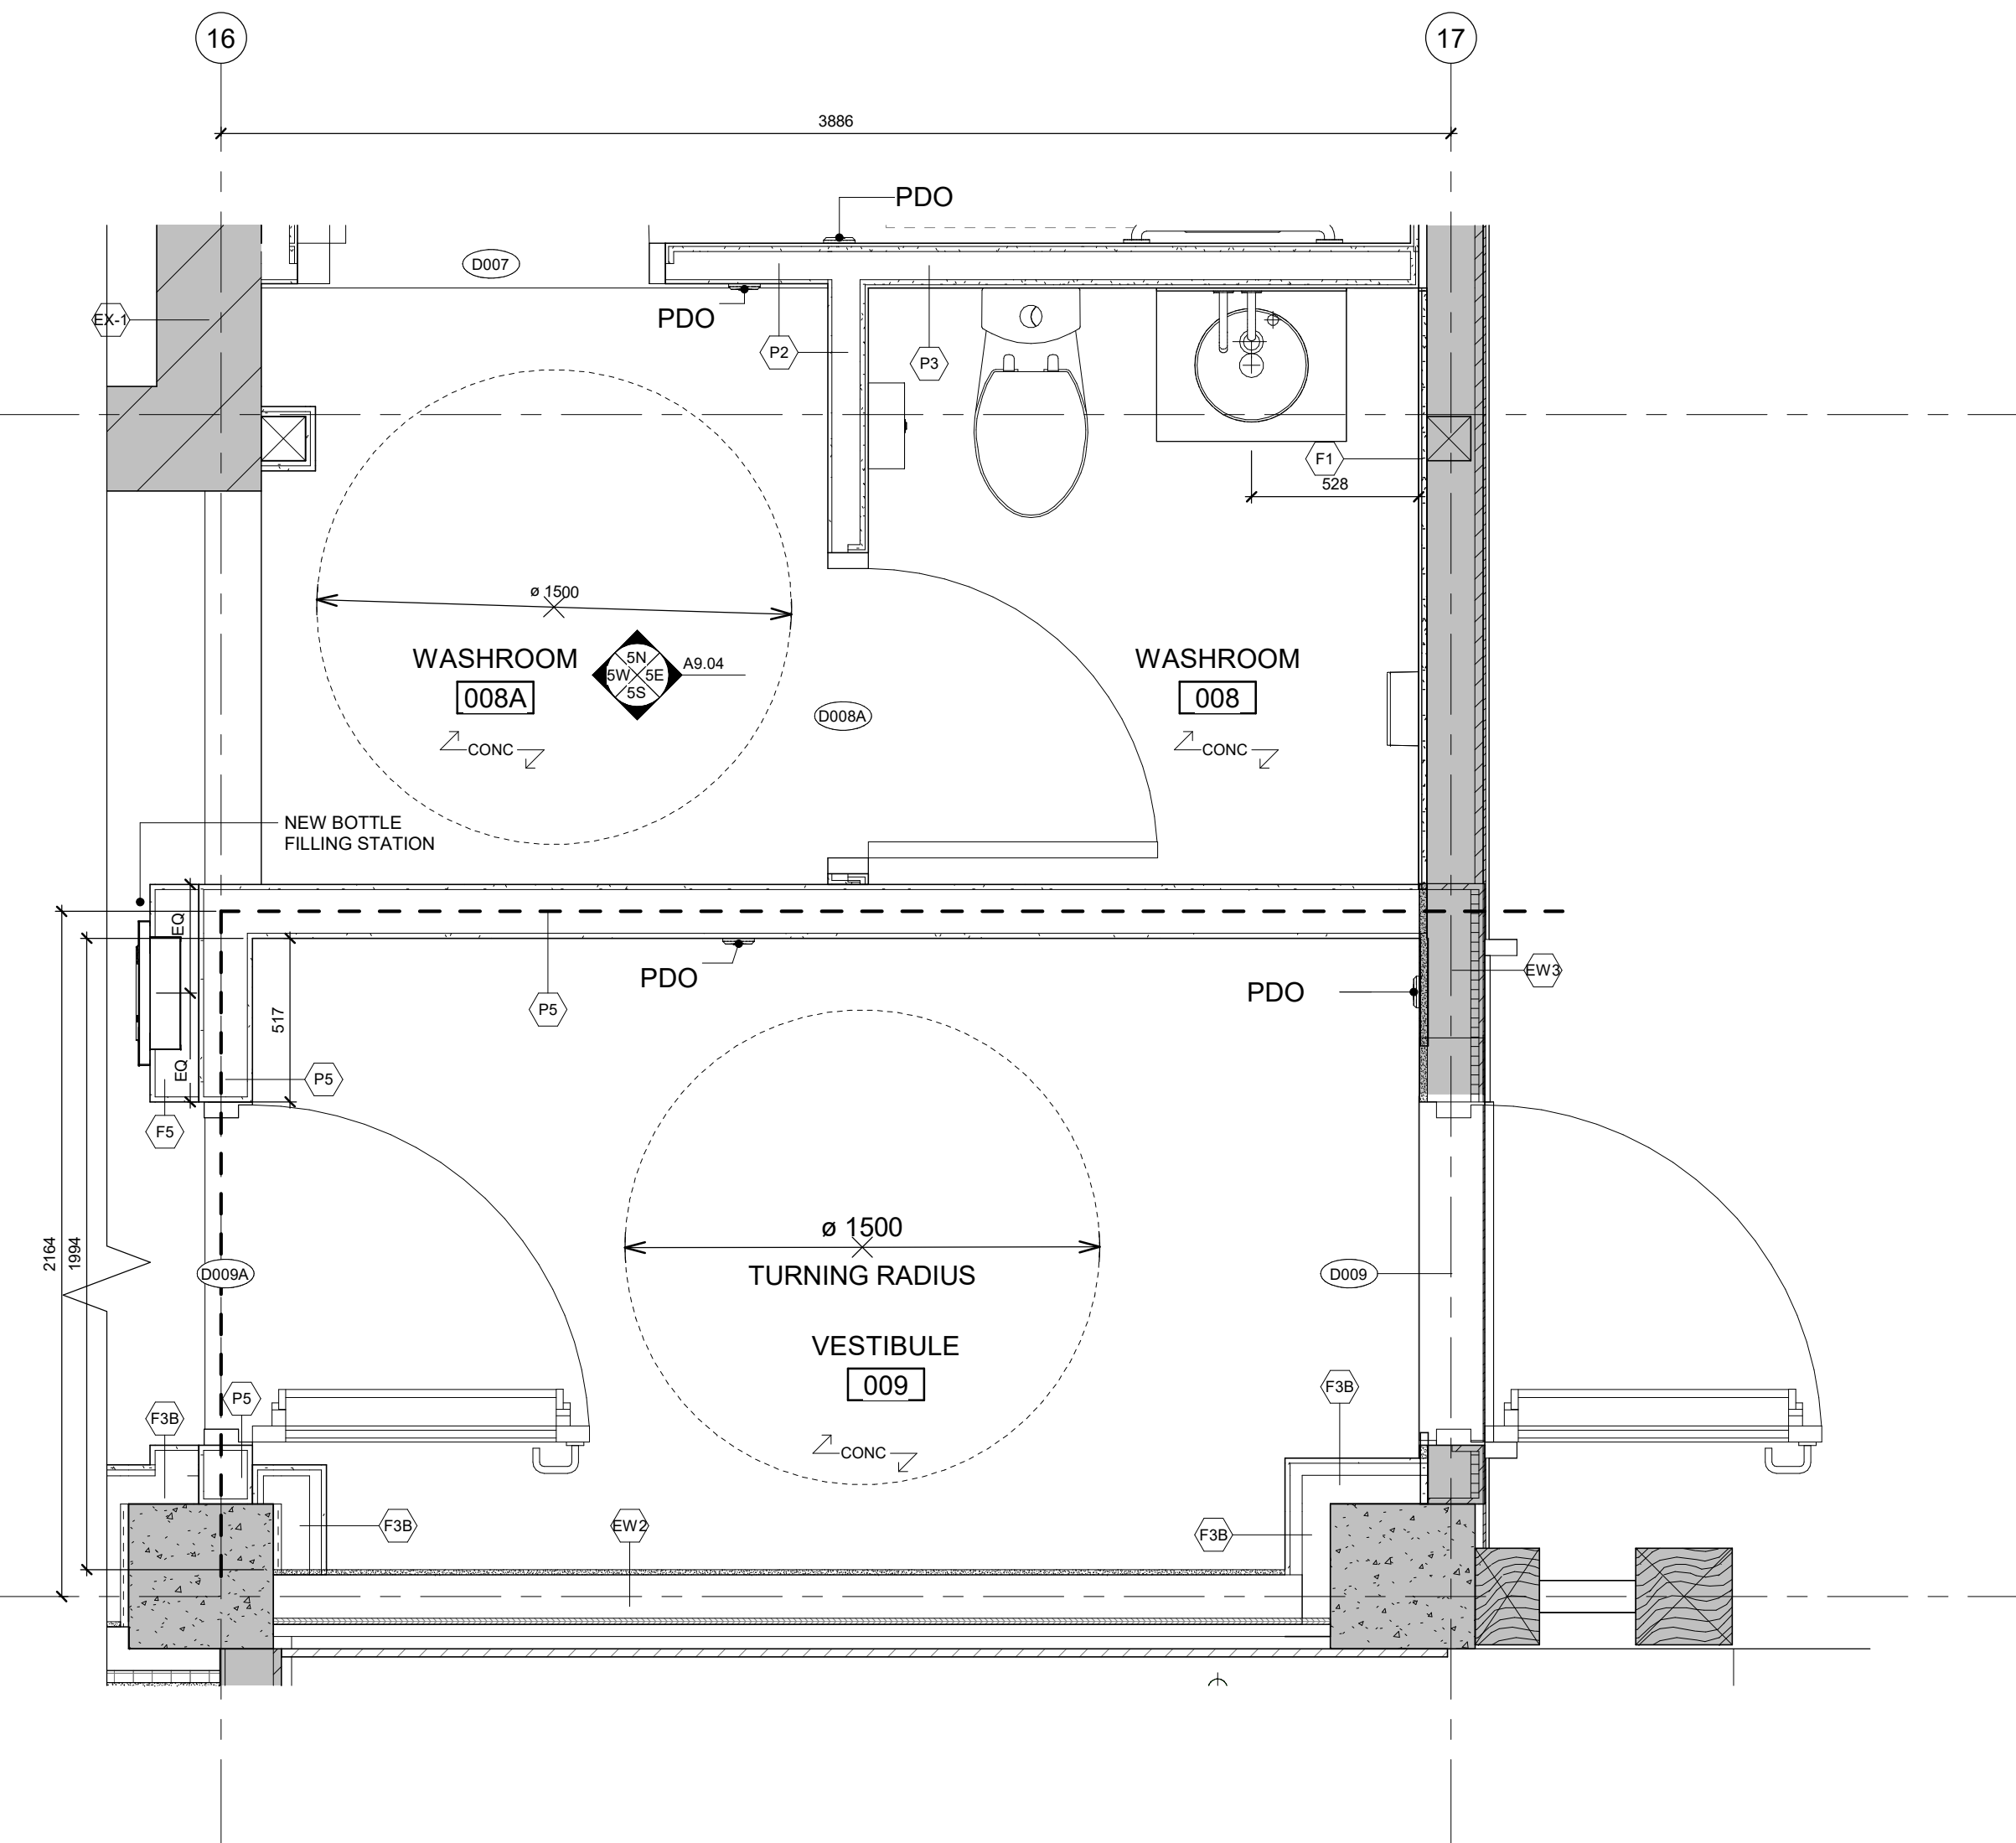 16
17
3886
PDO
D007
EX-1
PDO
P2
P3
F1
528
ø 1500
WASHROOM
008A
CONC
5N
5W
5E
5S
A9.04
D008A
WASHROOM
008
CONC
NEW BOTTLE
FILLING STATION
EQ
EQ
517
P5
P5
F5
PDO
PDO
EW3
2164
1994
D009A
ø 1500
TURNING RADIUS
D009
VESTIBULE
009
CONC
P5
F3B
F3B
F3B
EW2
F3B